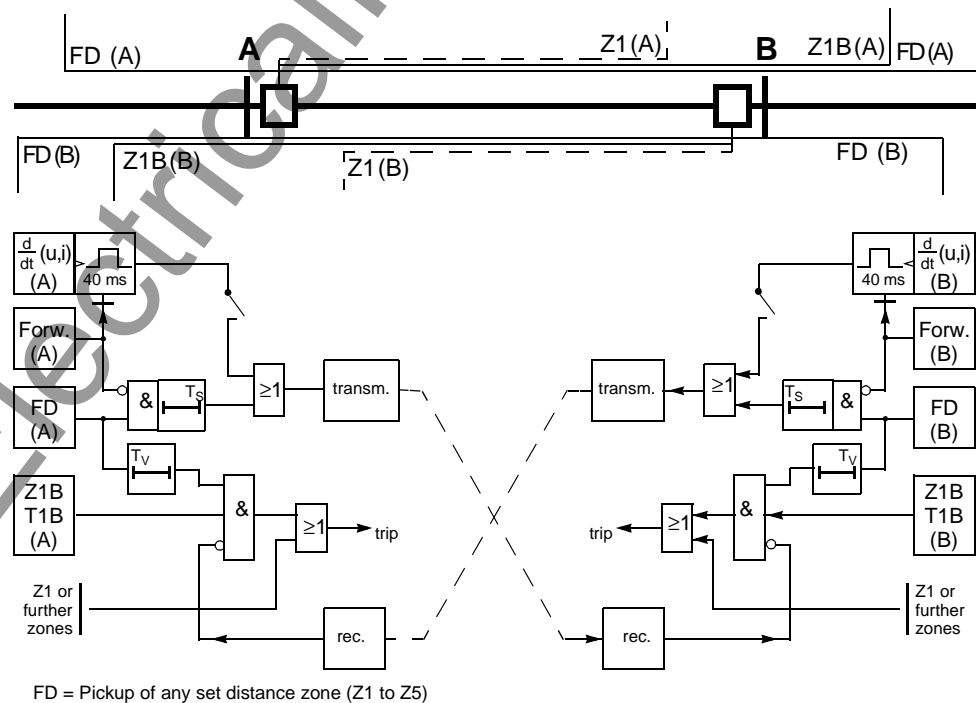 FD (A)
A
Z1(A)
B
Z1B(A)
FD(A)
FD(B)
Z1B(B)
Z1(B)
FD (B)
d/dt (u,i)
(A)
40 ms
40 ms
d/dt (u,i)
(B)
Forw.
(A)
Forw.
(B)
FD
(A)
&
TS
≥1
transm.
transm.
≥1
TS
&
FD
(B)
TV
TV
Z1B
T1B
(A)
&
≥1
trip
trip
≥1
&
Z1B
T1B
(B)
Z1 or
further
zones
rec.
rec.
Z1 or
further
zones
FD = Pickup of any set distance zone (Z1 to Z5)
Electrical